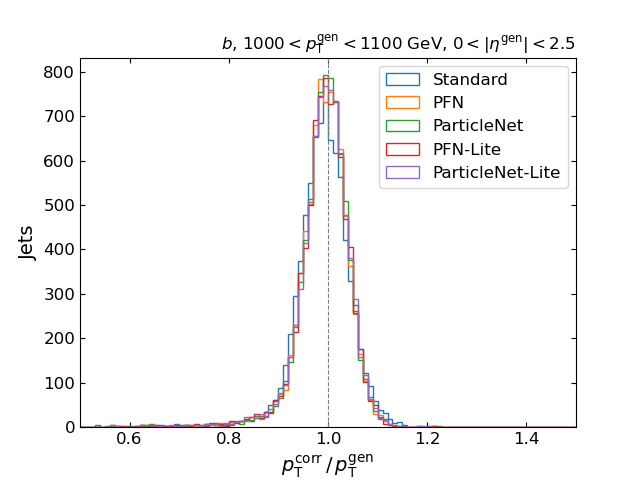 b, 1000 < p_T^gen < 1100 GeV, 0 < |η^gen| < 2.5
800
700
600
500
400
300
200
100
0
Jets
Standard
PFN
ParticleNet
PFN-Lite
ParticleNet-Lite
0.6 0.8 1.0 1.2 1.4
p_T^corr / p_T^gen